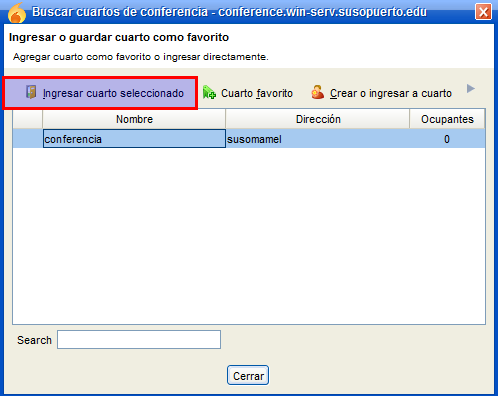 Buscar cuartos de conferencia - conference.win-serv.susopuerto.edu
Ingresar o guardar cuarto como favorito
Agregar cuarto como favorito o ingresar directamente.
Ingresar cuarto seleccionado Cuarto favorito Crear o ingresar a cuarto
Nombre Dirección Ocupantes
conferencia susomamel 0
Search
Cerrar